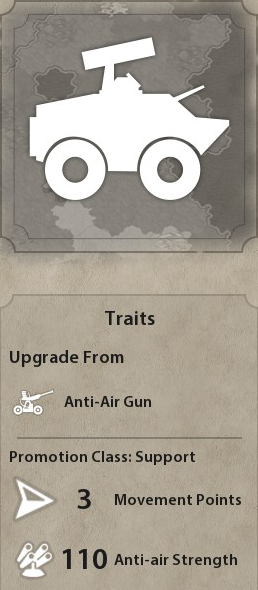 Traits
Upgrade From
Anti-Air Gun
Promotion Class: Support
3 Movement Points
110 Anti-air Strength